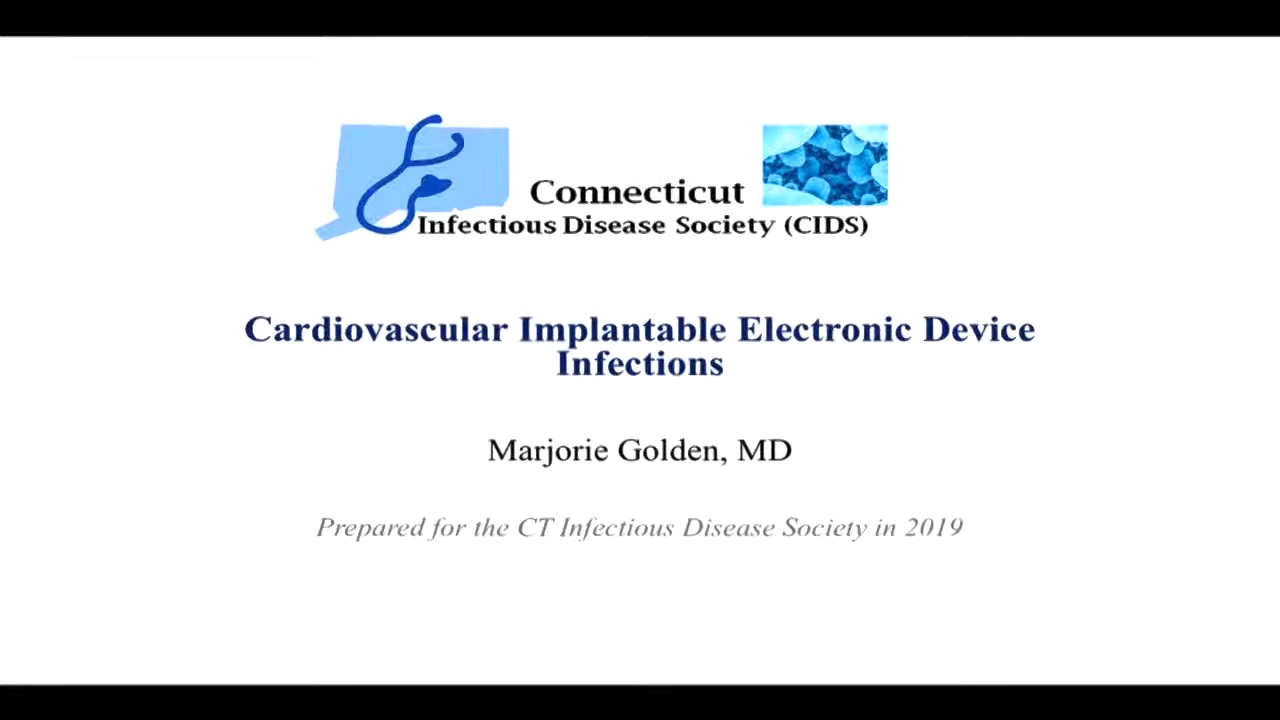 Connecticut
Infectious Disease Society (CIDS)
Cardiovascular Implantable Electronic Device
Infections
Marjorie Golden, MD
Prepared for the CT Infectious Disease Society in 2019